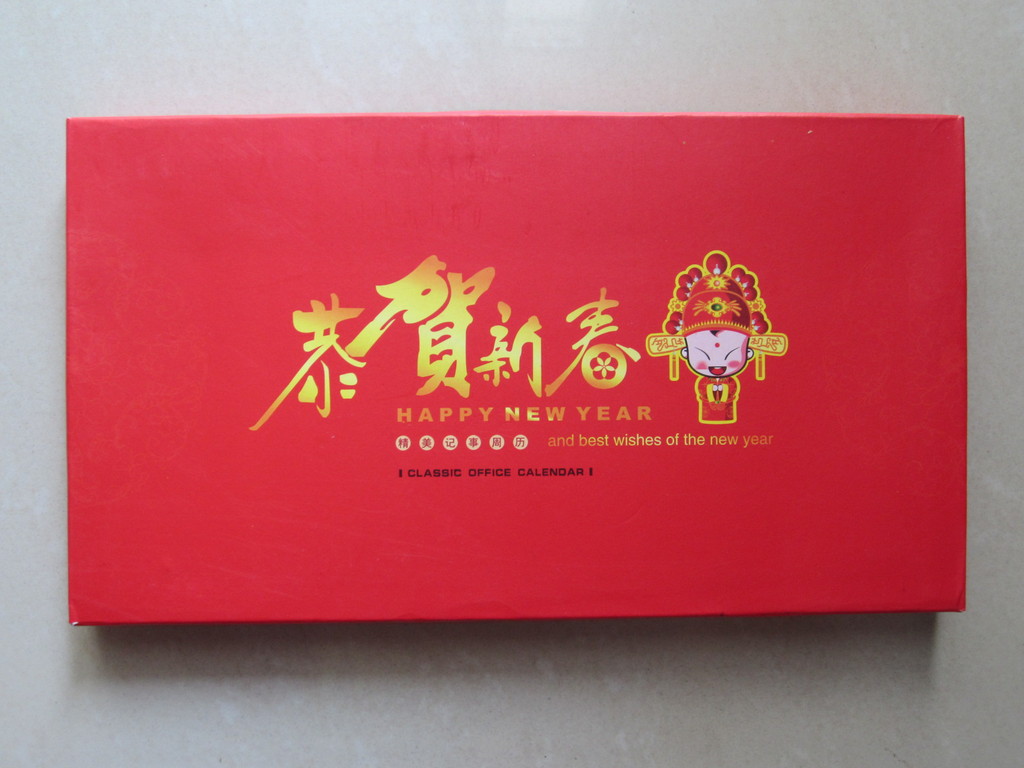 恭賀新春
HAPPY NEW YEAR
精美记事周历 and best wishes of the new year
CLASSIC OFFICE CALENDAR